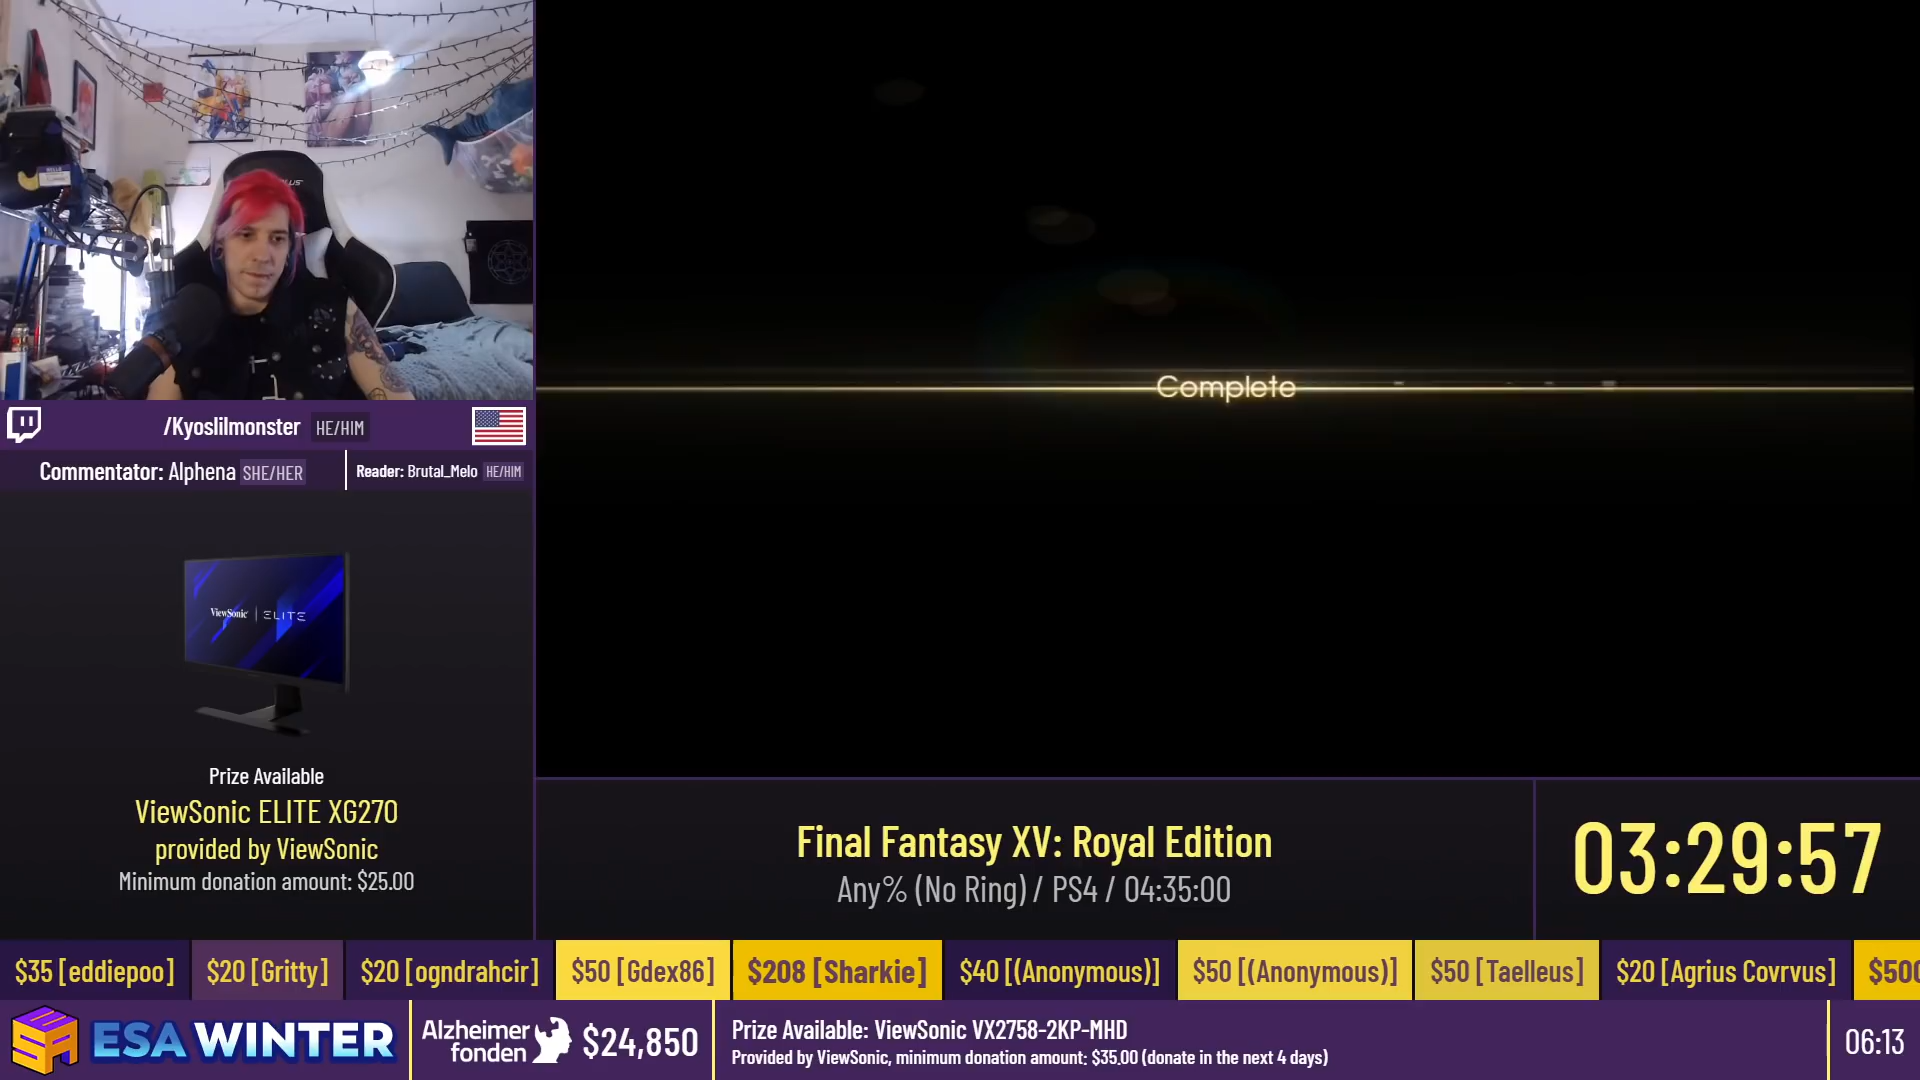 Complete
/Kyoslilmonster HE/HIM
Commentator: Alphena SHE/HER
Reader: Brutal_Melo HE/HIM
ViewSonic | ELITE
Prize Available
ViewSonic ELITE XG270
provided by ViewSonic
Minimum donation amount: $25.00
Final Fantasy XV: Royal Edition
Any% (No Ring) / PS4 / 04:35:00
03:29:57
$35 [eddiepoo] $20 [Gritty] $20 [ogndrahcir] $50 [Gdex86] $208 [Sharkie] $40 [(Anonymous)] $50 [(Anonymous)] $50 [Taelleus] $20 [Agrius Covrvus] $500
ESA WINTER
Alzheimer
fonden
$24,850
Prize Available: ViewSonic VX2758-2KP-MHD
Provided by ViewSonic, minimum donation amount: $35.00 (donate in the next 4 days)
06:13